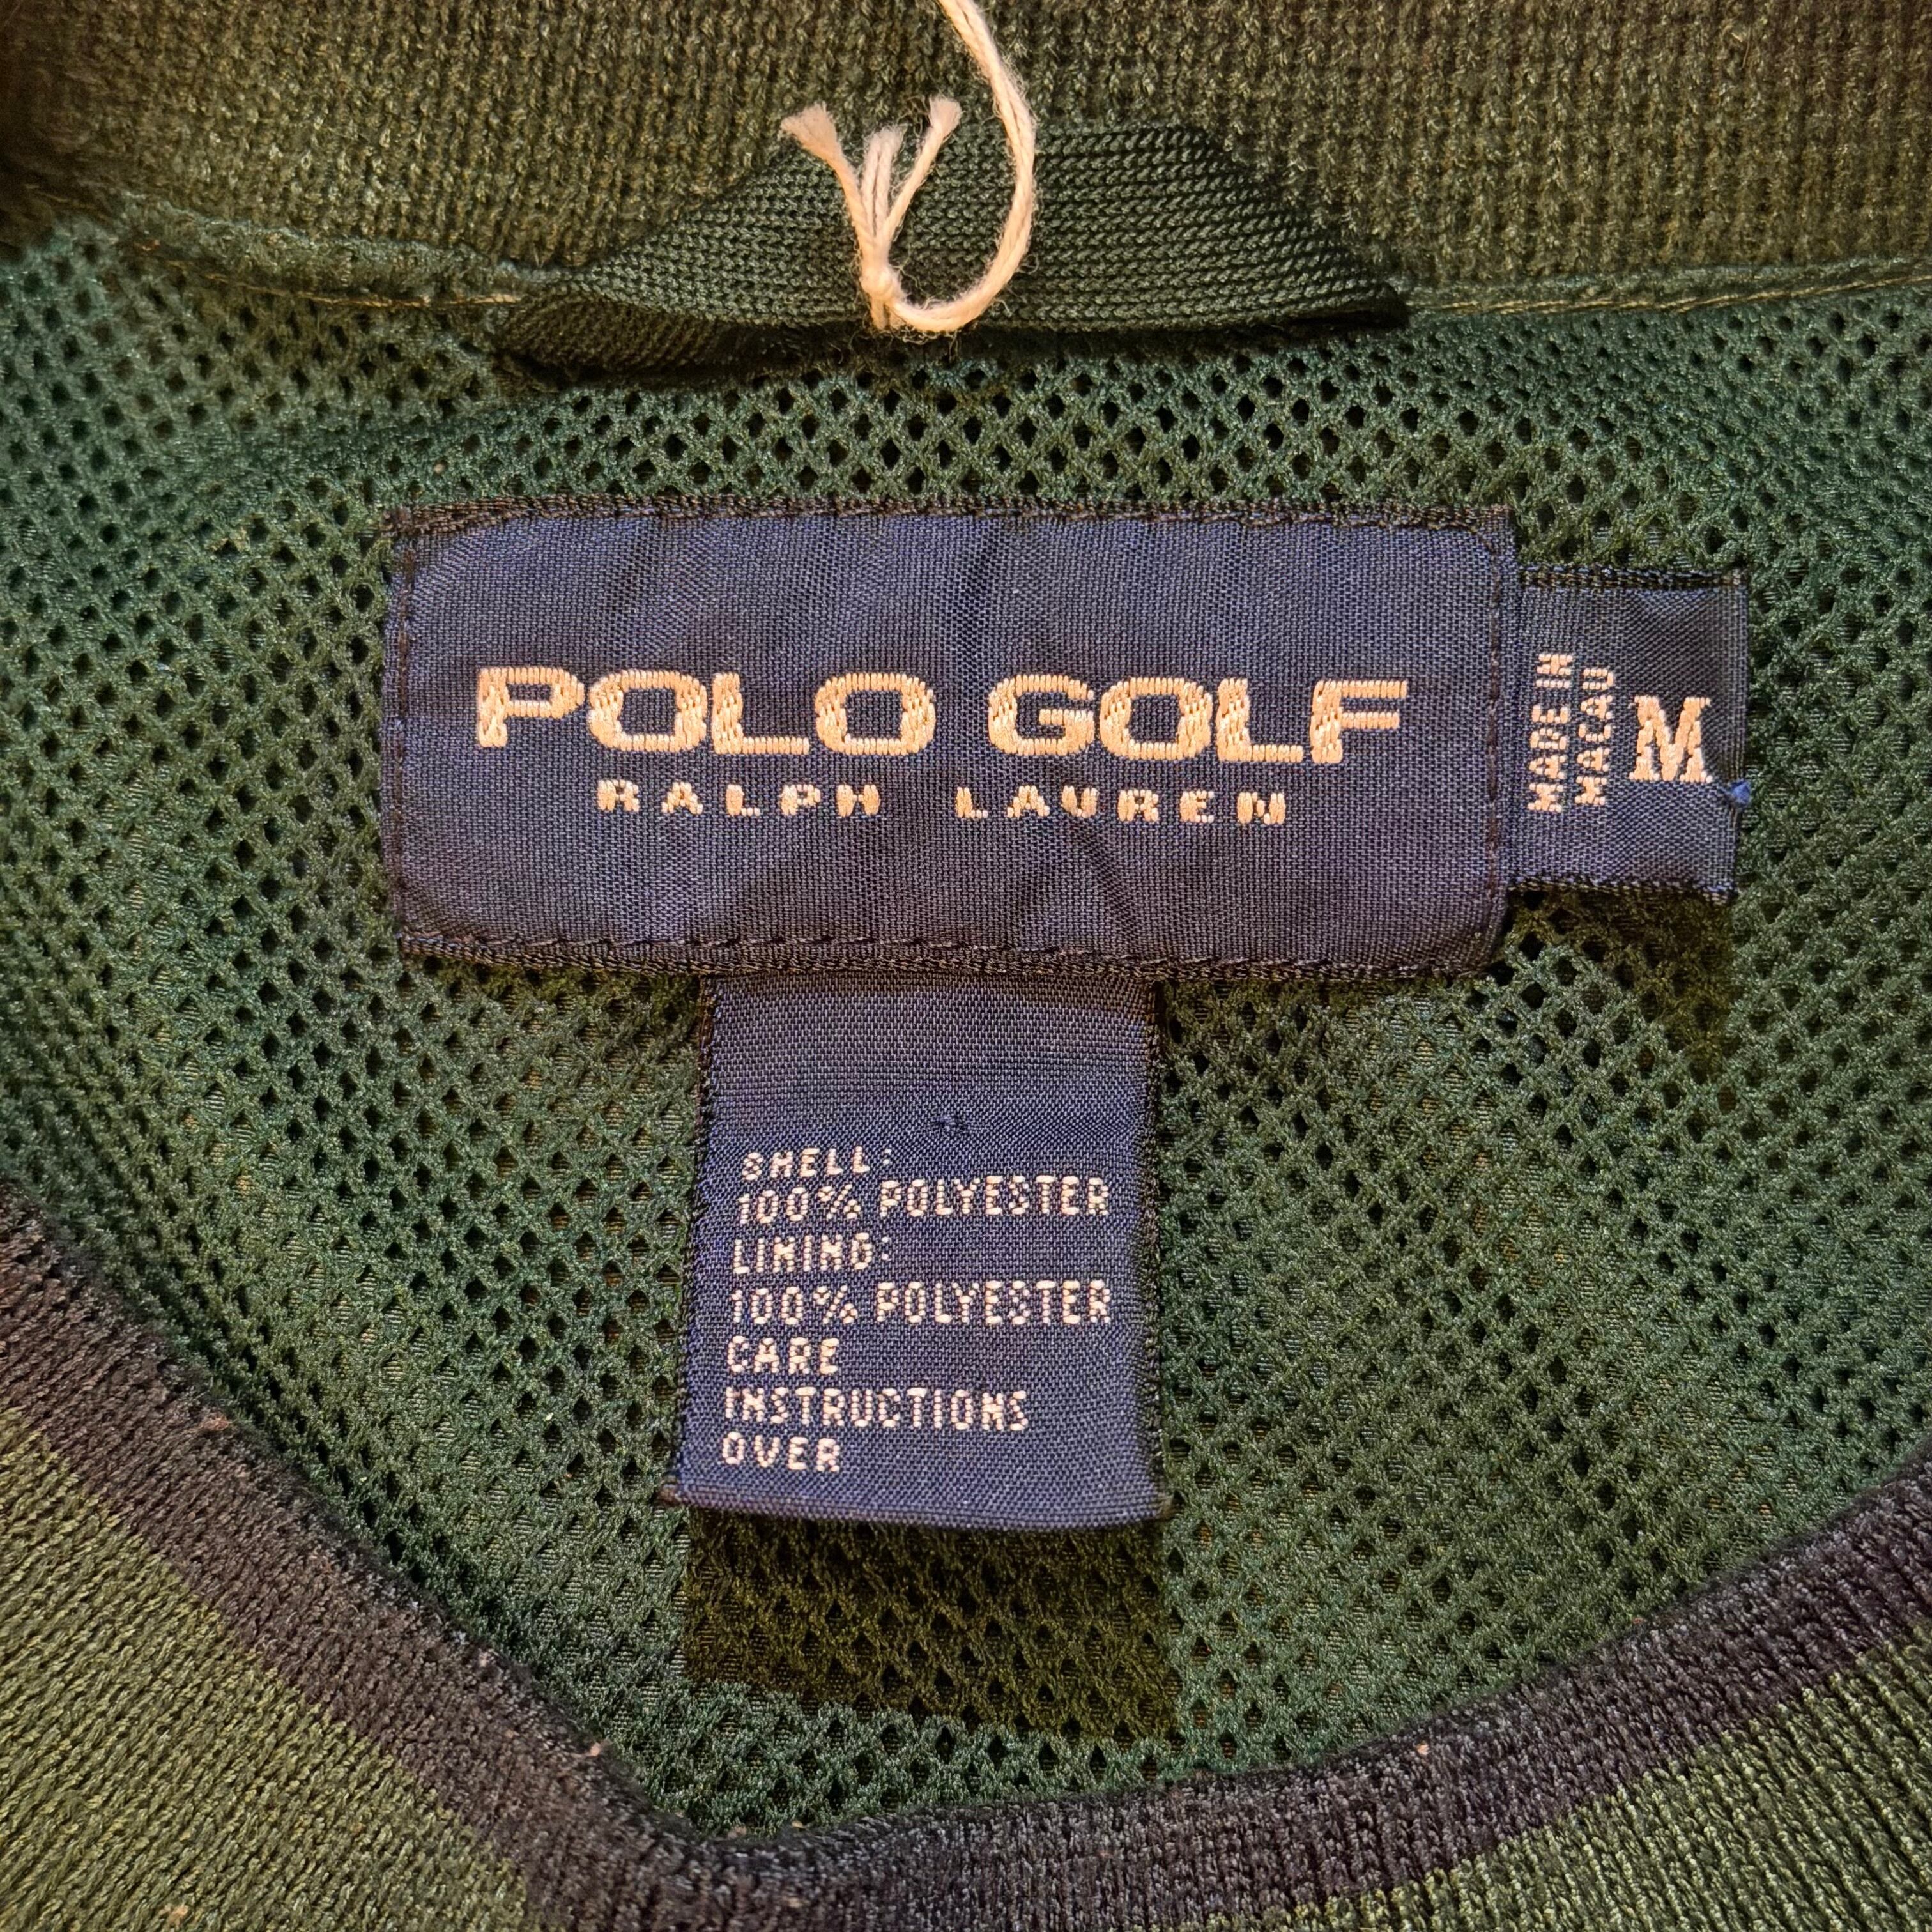 POLO GOLF
RALPH LAUREN
MADE IN
MACAU
M
SHELL:
100% POLYESTER
LINING:
100% POLYESTER
CARE
INSTRUCTIONS
OVER